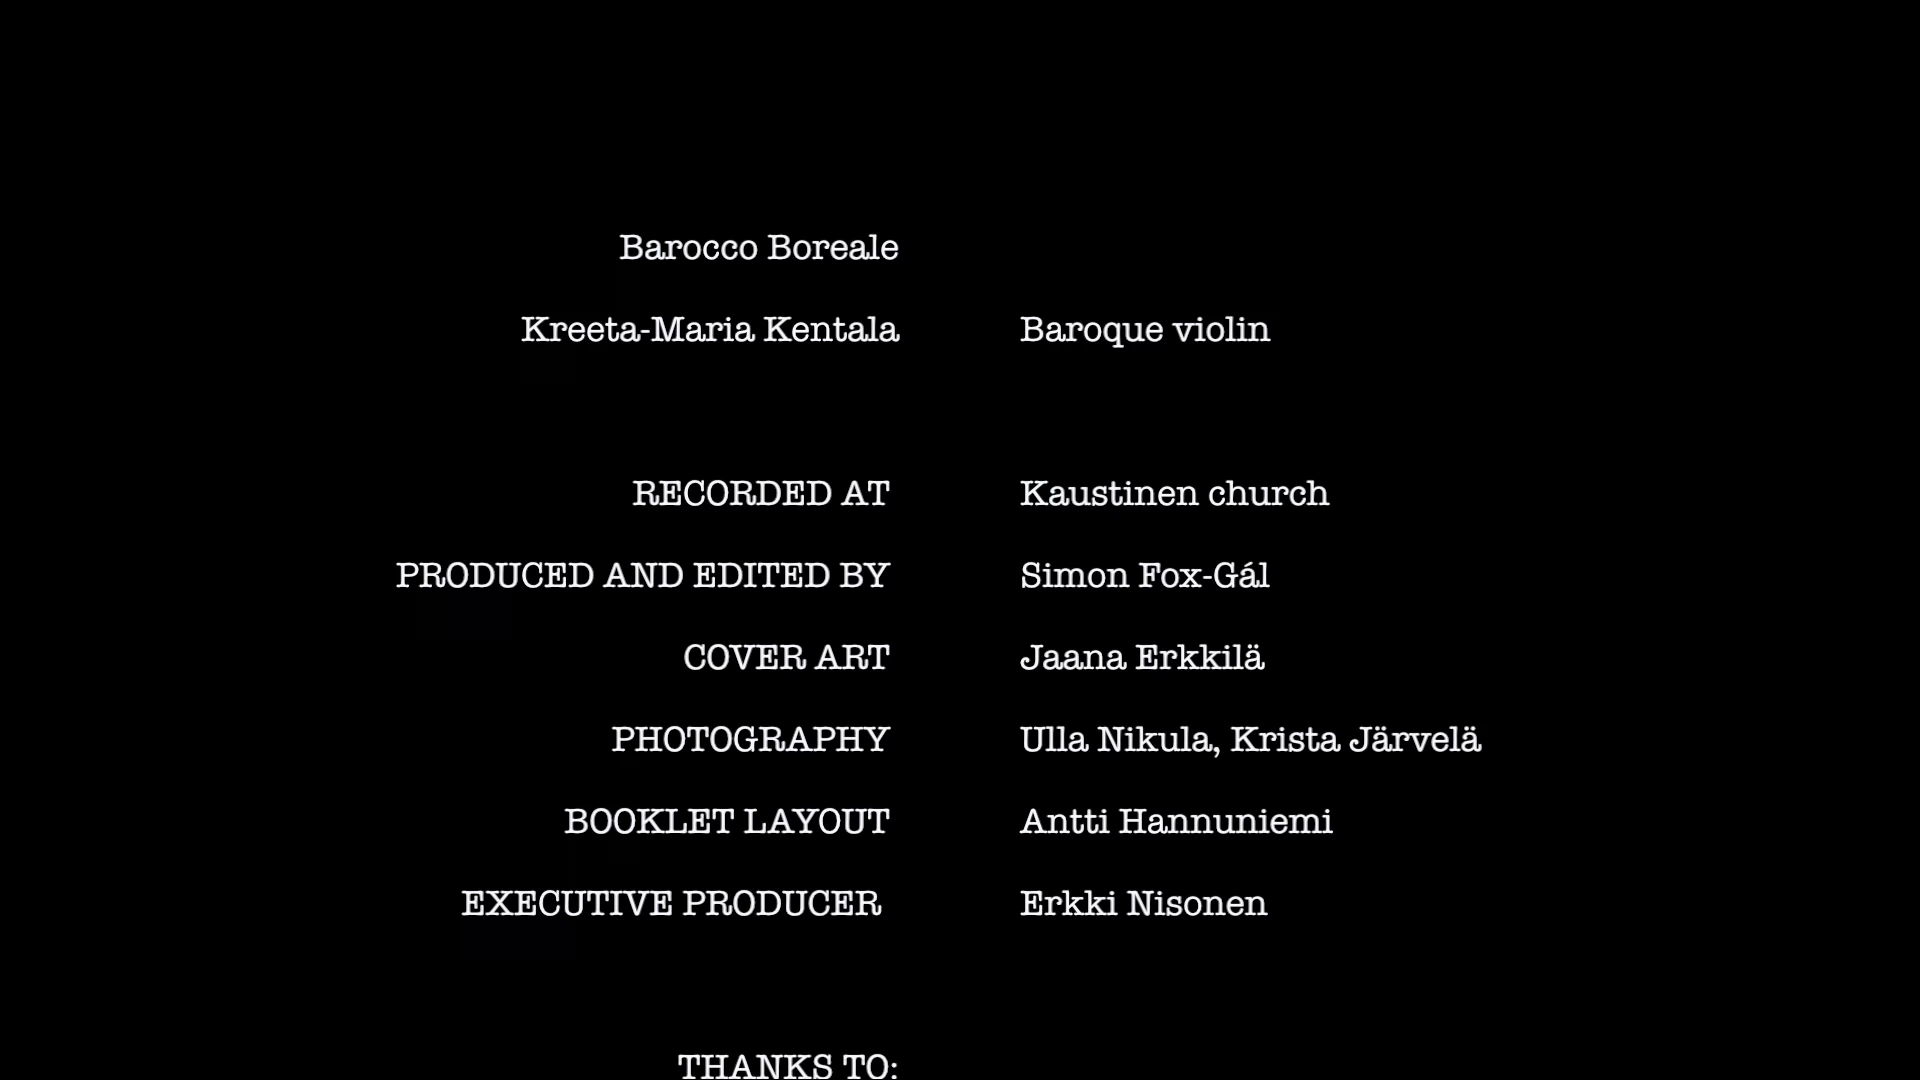 Barocco Boreale
Kreeta-Maria Kentala Baroque violin
RECORDED AT Kaustinen church
PRODUCED AND EDITED BY Simon Fox-Gál
COVER ART Jaana Erkkilä
PHOTOGRAPHY Ulla Nikula, Krista Järvelä
BOOKLET LAYOUT Antti Hannuniemi
EXECUTIVE PRODUCER Erkki Nisonen
THANKS TO: